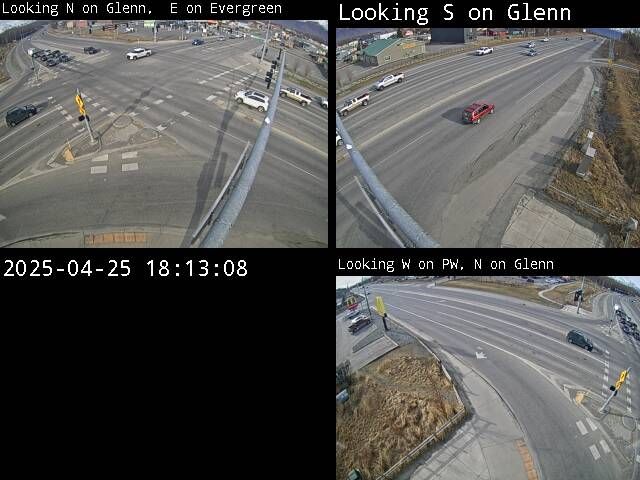 Looking N on Glenn,  E on Evergreen
Looking S on Glenn
2025-04-25 18:13:08
Looking W on PW, N on Glenn